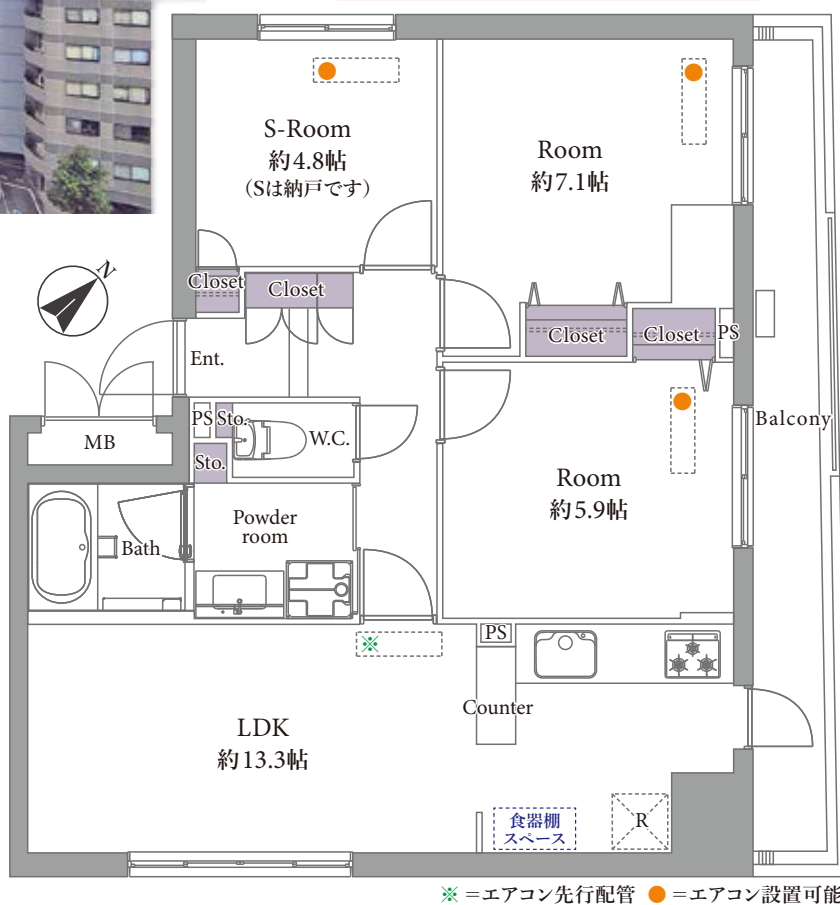 S-Room
約4.8帖
(Sは納戸です)
Room
約7.1帖
N
Closet
Closet
Closet
Closet
PS
Ent.
MB
PS
Sto.
W.C.
Sto.
Balcony
Room
約5.9帖
Powder
room
Bath
PS
Counter
※
LDK
約13.3帖
食器棚
スペース
R
※=エアコン先行配管 ●=エアコン設置可能